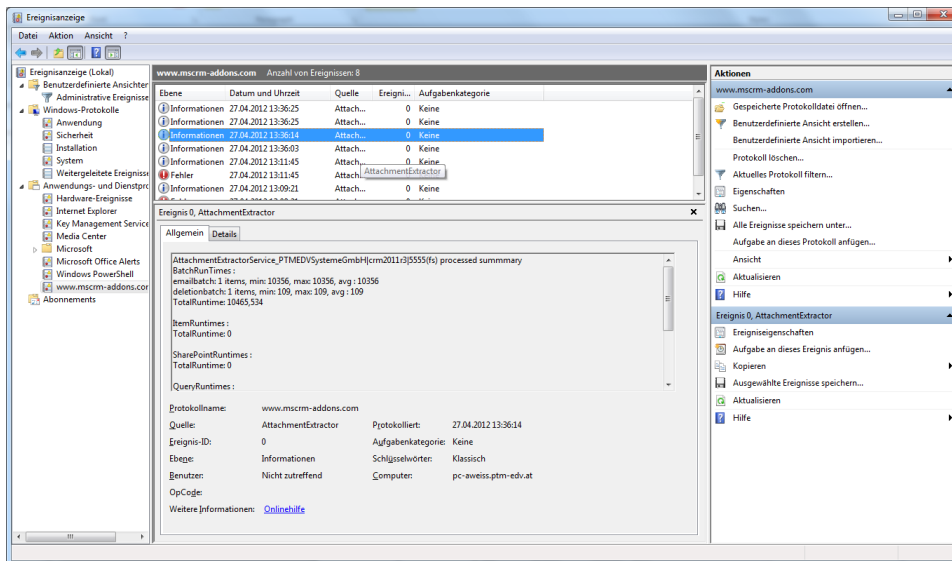 Ereignisanzeige
Datei Aktion Ansicht ?
Ereignisanzeige (Lokal)
Benutzerdefinierte Ansichter
Administrative Ereignisse
Windows-Protokolle
Anwendung
Sicherheit
Installation
System
Weitergeleitete Ereignisse
Anwendungs- und Dienstpro
Hardware-Ereignisse
Internet Explorer
Key Management Service
Media Center
Microsoft
Microsoft Office Alerts
Windows PowerShell
www.mscrm-addons.cor
Abonnements
www.mscrm-addons.com Anzahl von Ereignissen: 8
Ebene Datum und Uhrzeit Quelle Ereigni... Aufgabenkategorie
Informationen 27.04.2012 13:36:25 Attach... 0 Keine
Informationen 27.04.2012 13:36:25 Attach... 0 Keine
Informationen 27.04.2012 13:36:14 Attach... 0 Keine
Informationen 27.04.2012 13:36:03 Attach... 0 Keine
Informationen 27.04.2012 13:11:45 Attach... 0 Keine
Fehler 27.04.2012 13:11:45 Attach
AttachmentExtractor
Informationen 27.04.2012 13:09:21 Attach... 0 Keine
Ereignis 0, AttachmentExtractor
Allgemein Details
AttachmentExtractorService_PTMEDVSystemeGmbH|crm2011r3|5555(fs) processed summmary
BatchRunTimes :
emailbatch: 1 items, min: 10356, max: 10356, avg : 10356
deletionbatch: 1 items, min: 109, max: 109, avg : 109
TotalRuntime: 10465,534
ItemRuntimes :
TotalRuntime: 0
SharePointRuntimes :
TotalRuntime: 0
QueryRuntimes :
Protokollname: www.mscrm-addons.com
Quelle: AttachmentExtractor Protokolliert: 27.04.2012 13:36:14
Ereignis-ID: 0 Aufgabenkategorie: Keine
Ebene: Informationen Schlüsselwörter: Klassisch
Benutzer: Nicht zutreffend Computer: pc-aweiss.ptm-edv.at
OpCode:
Weitere Informationen: Onlinehilfe
Aktionen
www.mscrm-addons.com
Gespeicherte Protokolldatei öffnen...
Benutzerdefinierte Ansicht erstellen...
Benutzerdefinierte Ansicht importieren...
Protokoll löschen...
Aktuelles Protokoll filtern...
Eigenschaften
Suchen...
Alle Ereignisse speichern unter...
Aufgabe an dieses Protokoll anfügen...
Ansicht
Aktualisieren
Hilfe
Ereignis 0, AttachmentExtractor
Ereigniseigenschaften
Aufgabe an dieses Ereignis anfügen...
Kopieren
Ausgewählte Ereignisse speichern...
Aktualisieren
Hilfe